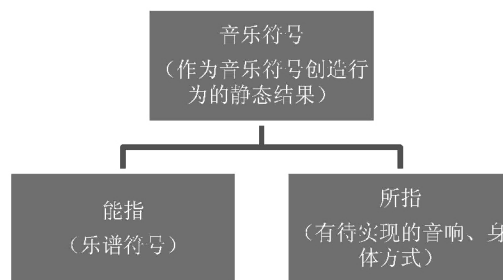 音乐符号
（作为音乐符号创造行
为的静态结果）
能指
（乐谱符号）
所指
（有待实现的音响、身
体方式）